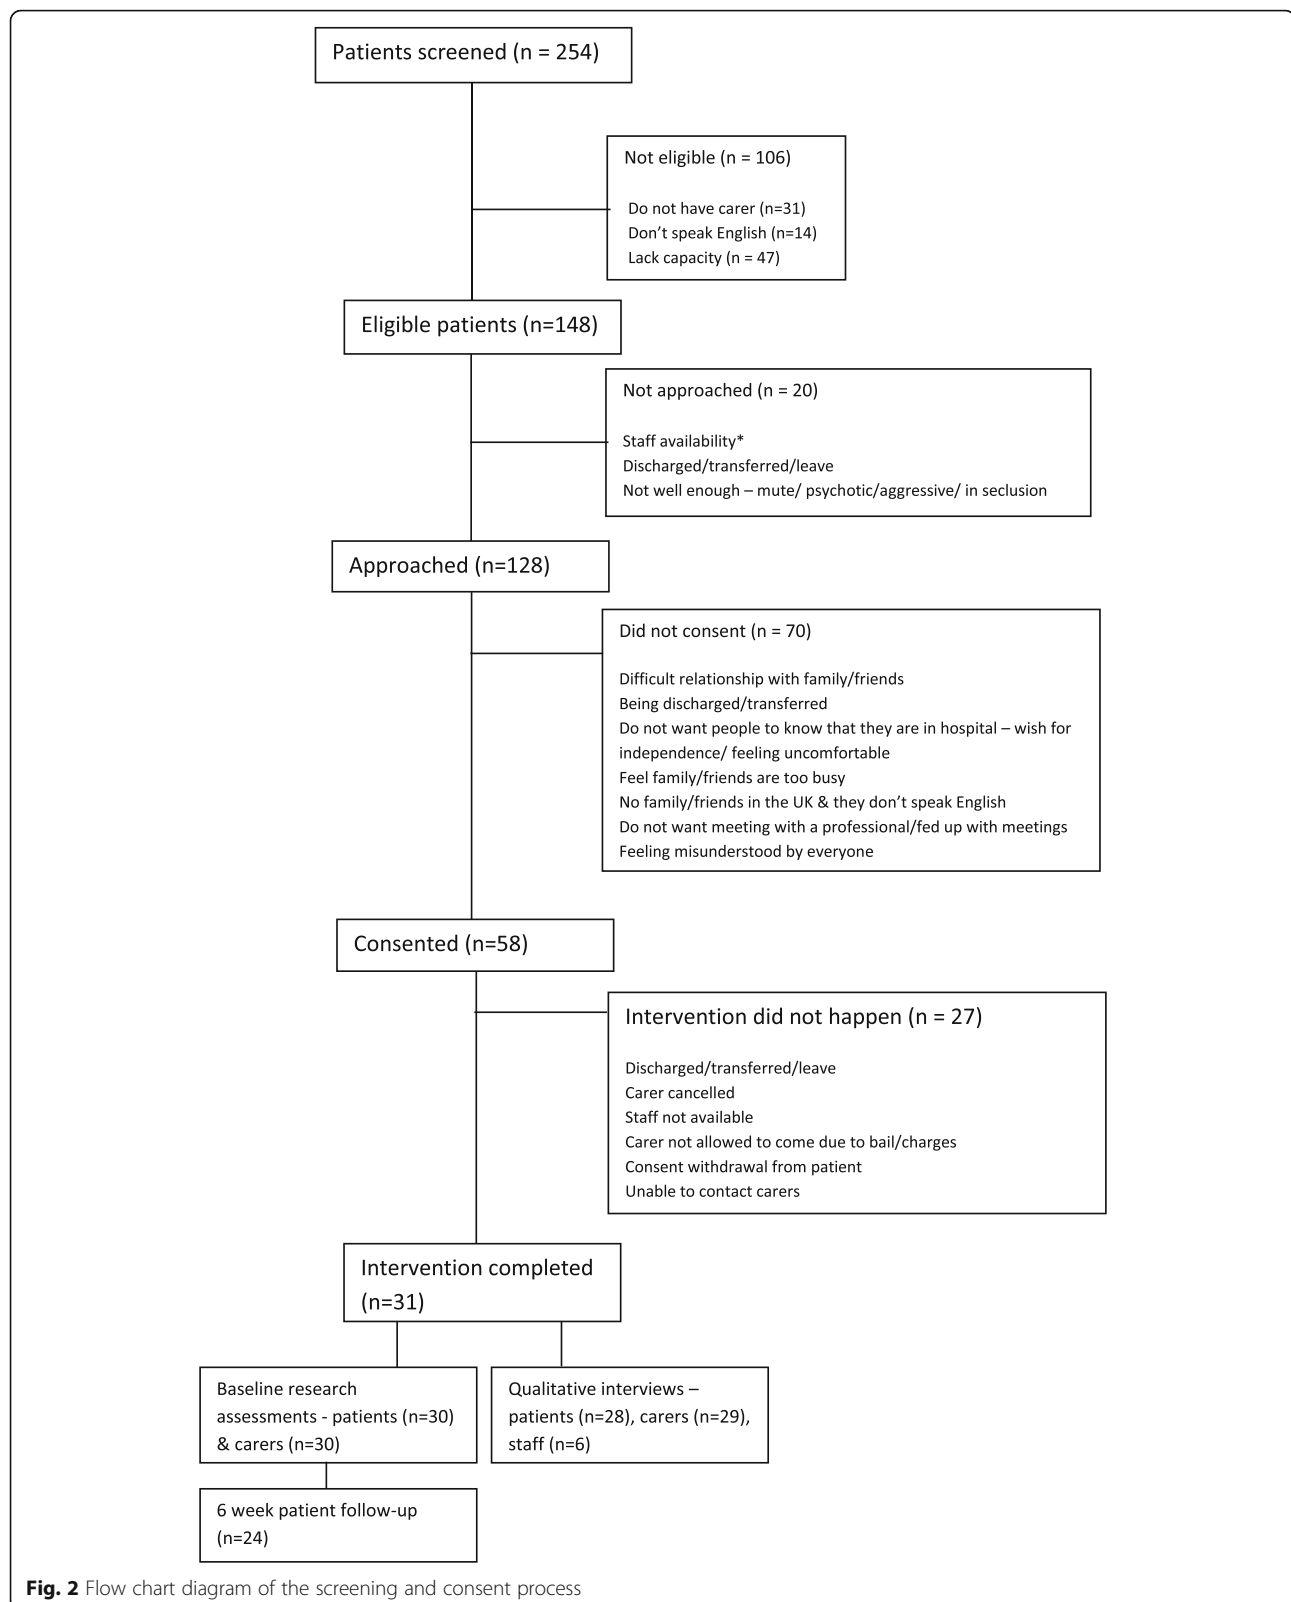 Patients screened (n = 254)
Not eligible (n = 106)
Do not have carer (n=31)
Don't speak English (n=14)
Lack capacity (n = 47)
Eligible patients (n=148)
Not approached (n = 20)
Staff availability*
Discharged/transferred/leave
Not well enough – mute/ psychotic/aggressive/ in seclusion
Approached (n=128)
Did not consent (n = 70)
Difficult relationship with family/friends
Being discharged/transferred
Do not want people to know that they are in hospital – wish for
independence/ feeling uncomfortable
Feel family/friends are too busy
No family/friends in the UK & they don't speak English
Do not want meeting with a professional/fed up with meetings
Feeling misunderstood by everyone
Consented (n=58)
Intervention did not happen (n = 27)
Discharged/transferred/leave
Carer cancelled
Staff not available
Carer not allowed to come due to bail/charges
Consent withdrawal from patient
Unable to contact carers
Intervention completed
(n=31)
Baseline research
assessments - patients (n=30)
& carers (n=30)
Qualitative interviews –
patients (n=28), carers (n=29),
staff (n=6)
6 week patient follow-up
(n=24)
Fig. 2 Flow chart diagram of the screening and consent process